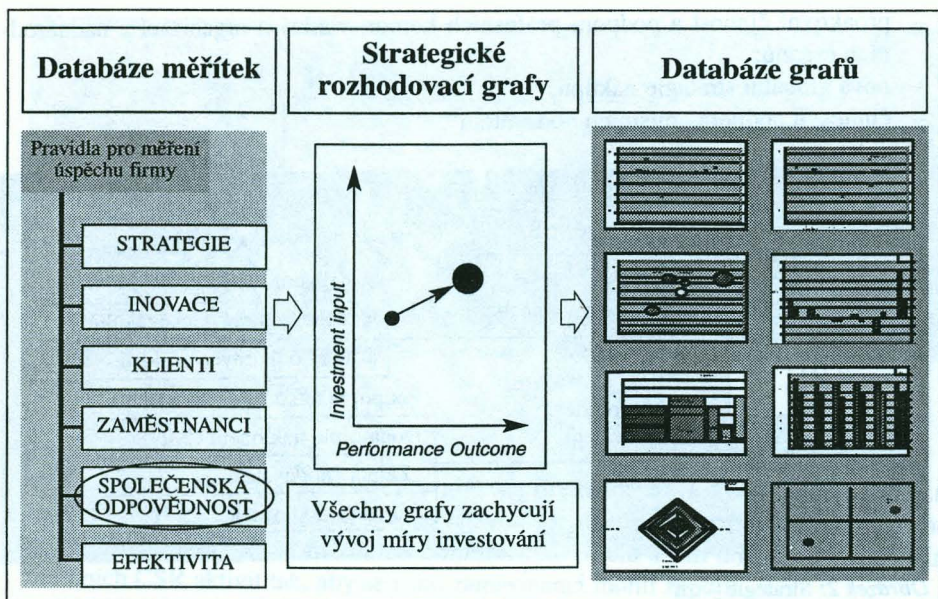 Databáze měřítek
Strategické
rozhodovací grafy
Databáze grafů
Pravidla pro měření
úspěchu firmy
STRATEGIE
INOVACE
KLIENTI
ZAMĚSTNANCI
SPOLEČENSKÁ
ODPOVĚDNOST
EFEKTIVITA
Investment input
Performance Outcome
Všechny grafy zachycují
vývoj míry investování